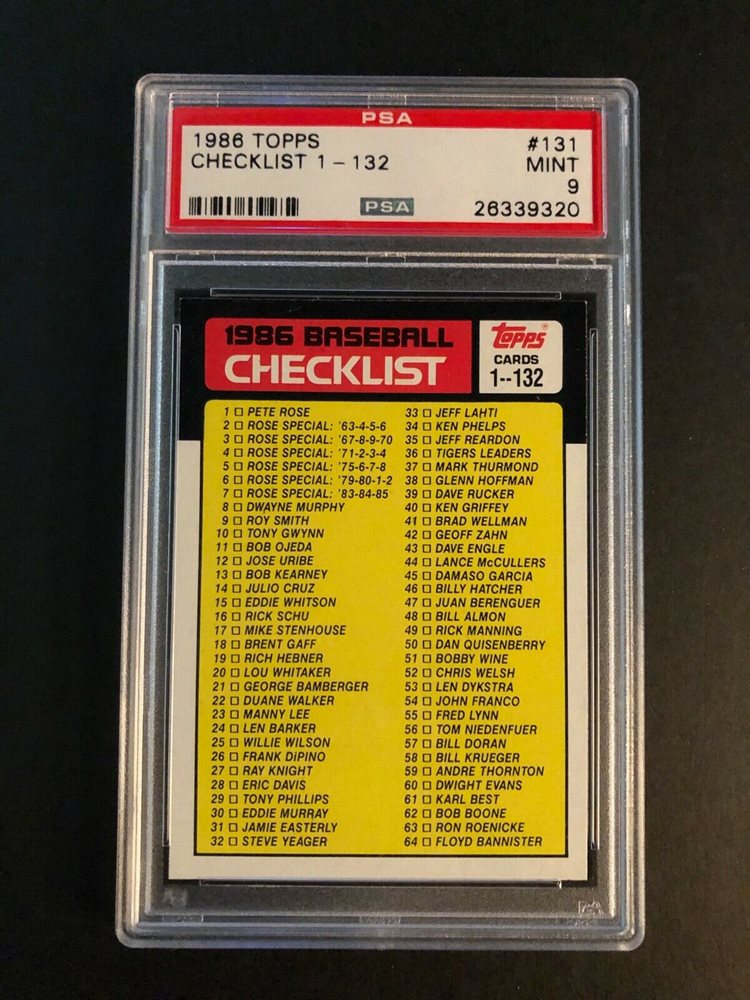 PSA
1986 TOPPS #131
CHECKLIST 1 - 132 MINT
9
PSA 26339320
1986 BASEBALL
CHECKLIST
Topps
CARDS
1--132
1 PETE ROSE
2 ROSE SPECIAL: '63-4-5-6
3 ROSE SPECIAL: '67-8-9-70
4 ROSE SPECIAL: '71-2-3-4
5 ROSE SPECIAL: '75-6-7-8
6 ROSE SPECIAL: '79-80-1-2
7 ROSE SPECIAL: '83-84-85
8 DWAYNE MURPHY
9 ROY SMITH
10 TONY GWYNN
11 BOB OJEDA
12 JOSE URIBE
13 BOB KEARNEY
14 JULIO CRUZ
15 EDDIE WHITSON
16 RICK SCHU
17 MIKE STENHOUSE
18 BRENT GAFF
19 RICH HEBNER
20 LOU WHITAKER
21 GEORGE BAMBERGER
22 DUANE WALKER
23 MANNY LEE
24 LEN BARKER
25 WILLIE WILSON
26 FRANK DiPINO
27 RAY KNIGHT
28 ERIC DAVIS
29 TONY PHILLIPS
30 EDDIE MURRAY
31 JAMIE EASTERLY
32 STEVE YEAGER
33 JEFF LAHTI
34 KEN PHELPS
35 JEFF REARDON
36 TIGERS LEADERS
37 MARK THURMOND
38 GLENN HOFFMAN
39 DAVE RUCKER
40 KEN GRIFFEY
41 BRAD WELLMAN
42 GEOFF ZAHN
43 DAVE ENGLE
44 LANCE McCULLERS
45 DAMASO GARCIA
46 BILLY HATCHER
47 JUAN BERENGUER
48 BILL ALMON
49 RICK MANNING
50 DAN QUISENBERRY
51 BOBBY WINE
52 CHRIS WELSH
53 LEN DYKSTRA
54 JOHN FRANCO
55 FRED LYNN
56 TOM NIEDENFUER
57 BILL DORAN
58 BILL KRUEGER
59 ANDRE THORNTON
60 DWIGHT EVANS
61 KARL BEST
62 BOB BOONE
63 RON ROENICKE
64 FLOYD BANNISTER